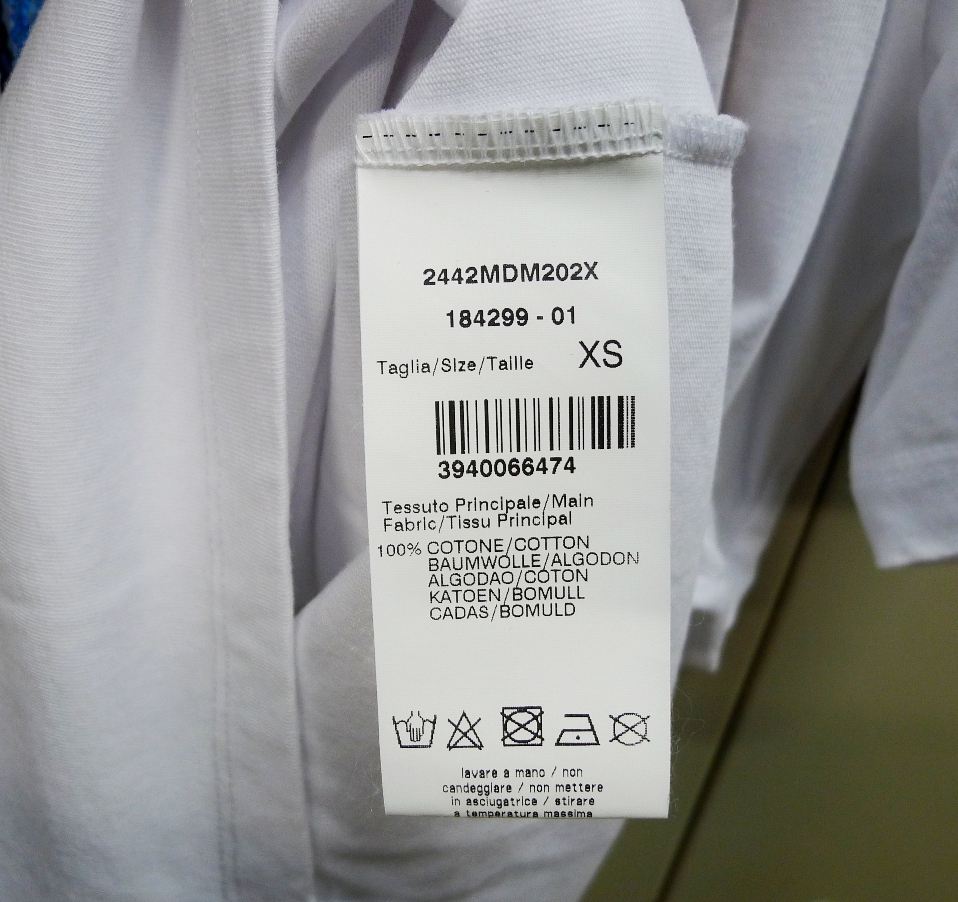 2442MDM202X
184299 - 01
Taglia/Size/Taille XS
3940066474
Tessuto Principale/Main
Fabric/Tissu Principal
100% COTONE/COTTON
BAUMWOLLE/ALGODON
ALGODAO/COTON
KATOEN/BOMULL
CADAS/BOMULD
lavare a mano / non
candeggiare / non mettere
in asciugatrice / stirare
a temperatura massima